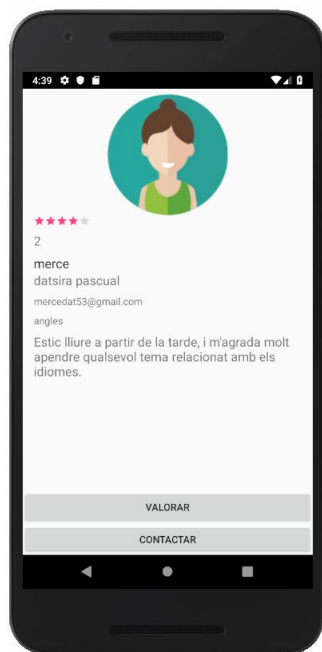 4:39
2
merce
datsira pascual
mercedat53@gmail.com
angles
Estic lliure a partir de la tarde, i m'agrada molt
apendre qualsevol tema relacionat amb els
idiomes.
VALORAR
CONTACTAR